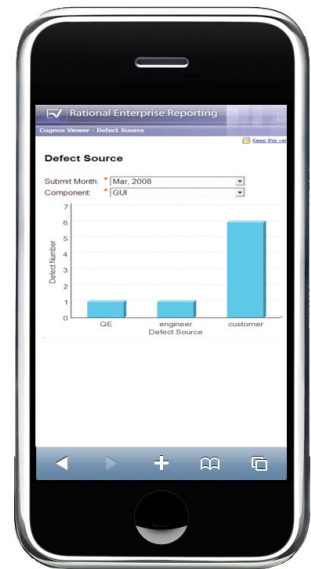 Rational Enterprise Reporting
Cognos Viewer - Defect Source
Keep this ver
Defect Source
Submit Month: * Mar, 2008
Component: * GUI
7
6
5
4
3
2
1
0
Defect Number
QE engineer customer
Defect Source